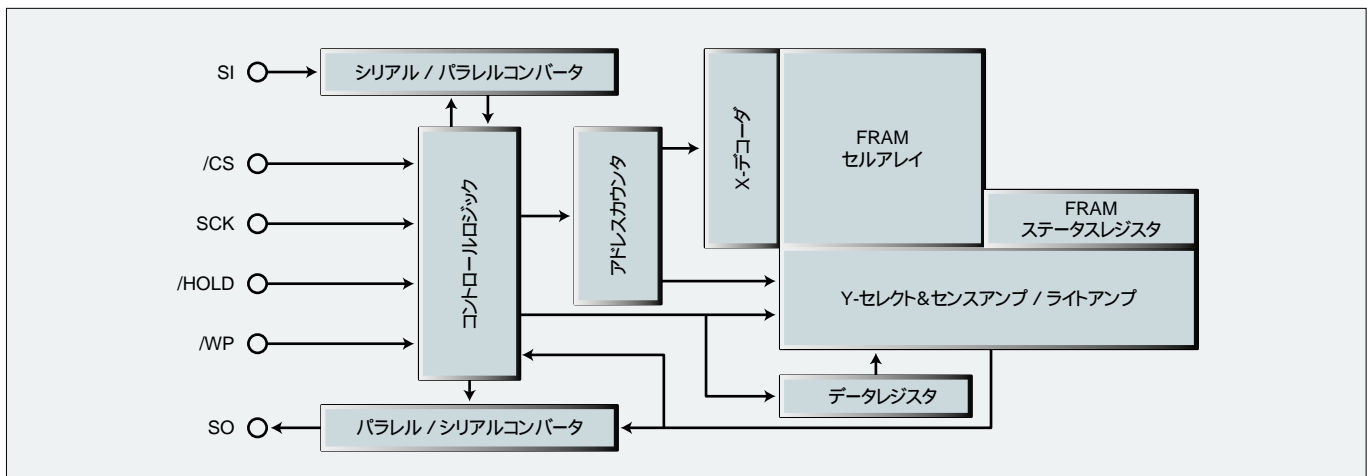 SI
シリアル / パラレルコンバータ
/CS
SCK
/HOLD
/WP
SO
コントロールロジック
アドレスカウンタ
X-デコーダ
FRAM
セルアレイ
FRAM
ステータスレジスタ
Y-セレクト&センスアンプ / ライトアンプ
データレジスタ
パラレル / シリアルコンバータ